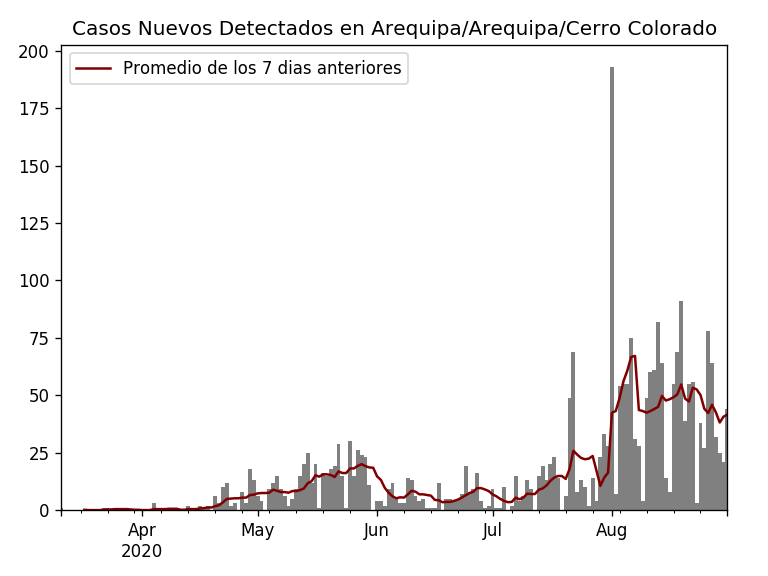 Casos Nuevos Detectados en Arequipa/Arequipa/Cerro Colorado
Promedio de los 7 dias anteriores
200
175
150
125
100
75
50
25
0
Apr
2020
May
Jun
Jul
Aug